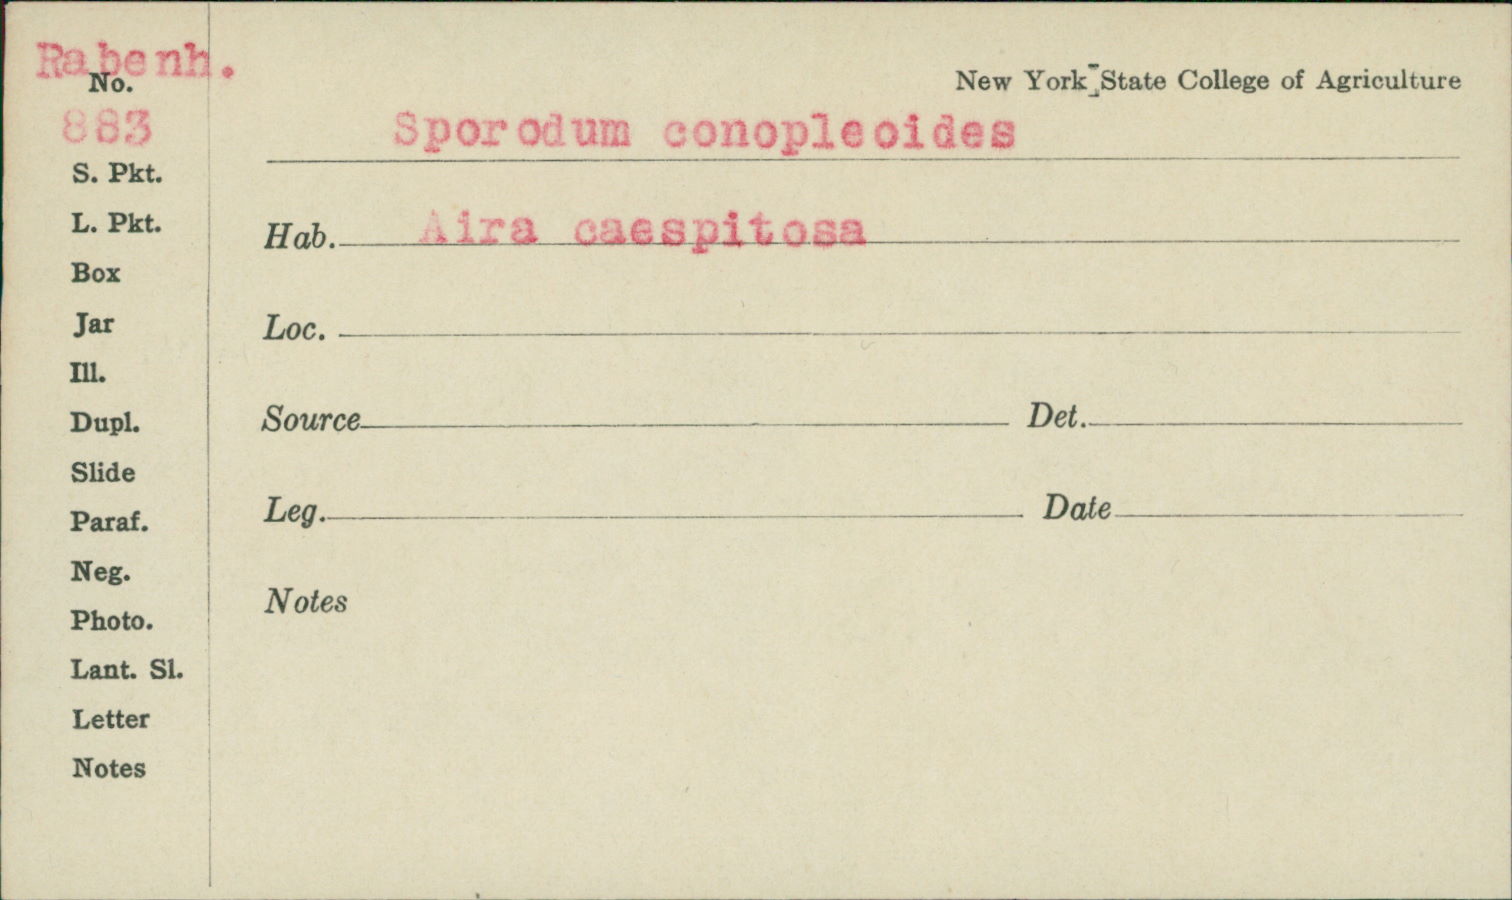 Rabenh.
No.
883
New York State College of Agriculture
Sporodum conopleoides
S. Pkt.
L. Pkt.
Hab. Aira caespitosa
Box
Jar
Loc.
Ill.
Dupl.
Source Det.
Slide
Paraf.
Leg. Date
Neg.
Notes
Photo.
Lant. Sl.
Letter
Notes